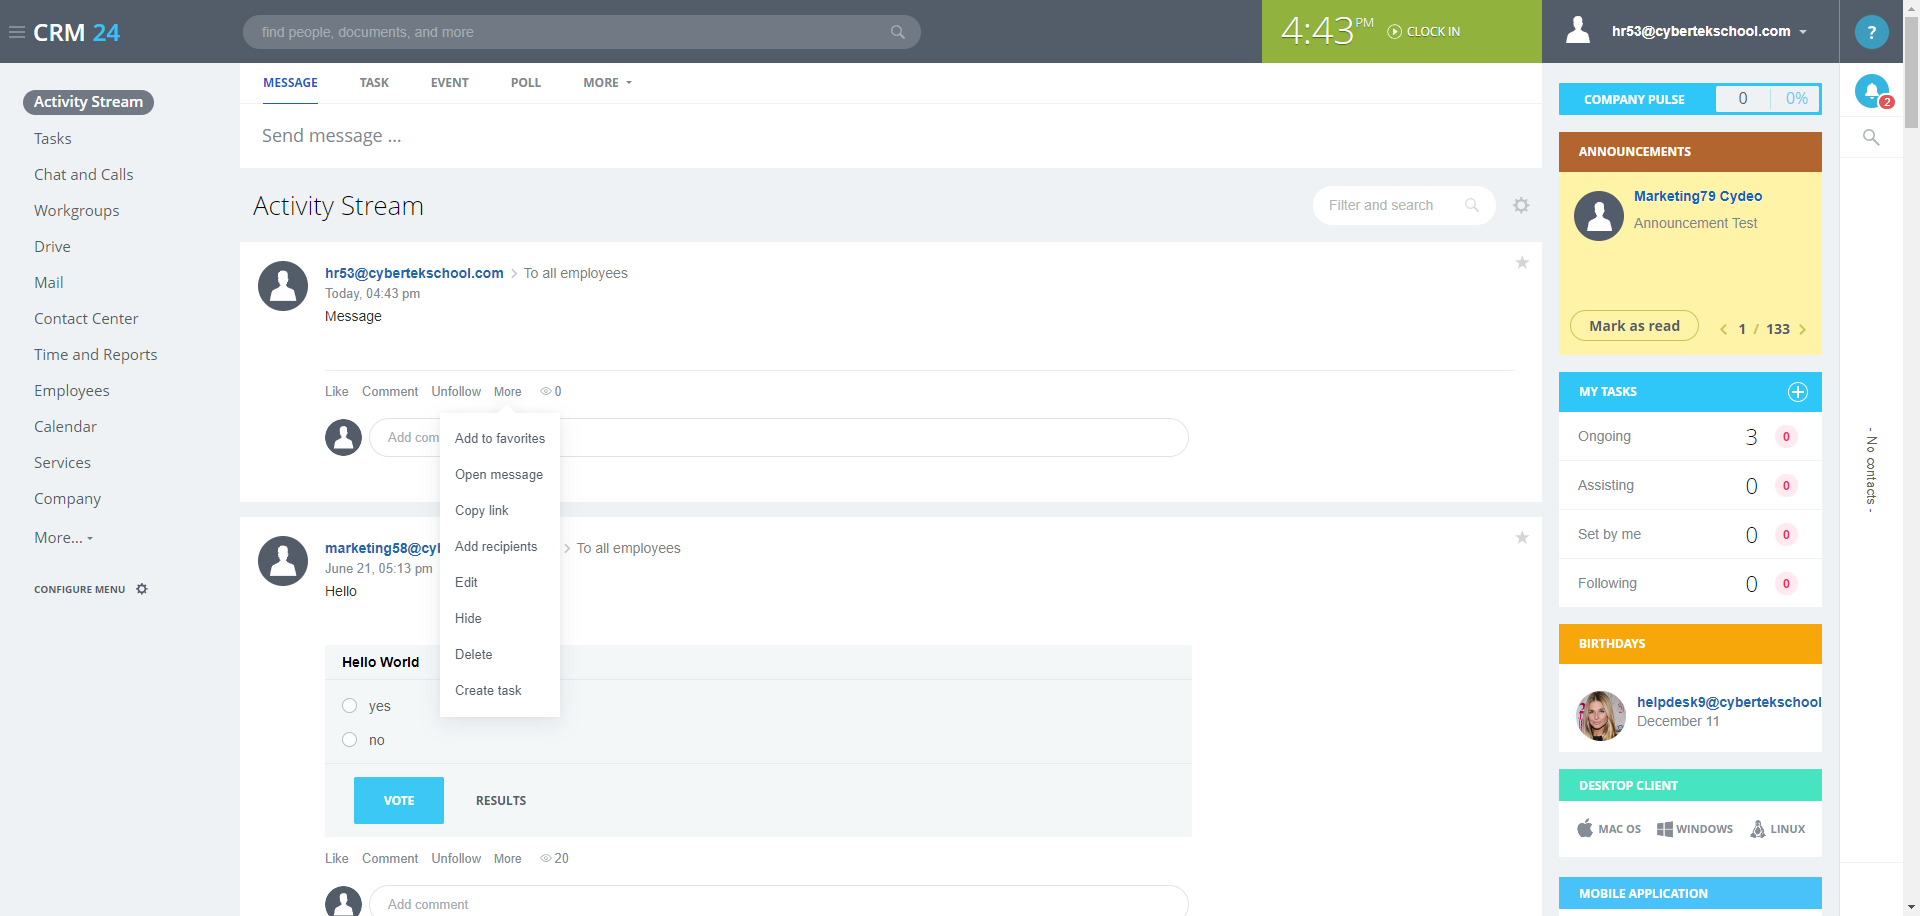 CRM 24
find people, documents, and more
4:43 PM
CLOCK IN
hr53@cybertekschool.com
?
Activity Stream
Tasks
Chat and Calls
Workgroups
Drive
Mail
Contact Center
Time and Reports
Employees
Calendar
Services
Company
More...
CONFIGURE MENU
MESSAGE TASK EVENT POLL MORE
Send message ...
Activity Stream
Filter and search
hr53@cybertekschool.com To all employees
Today, 04:43 pm
Message
Like Comment Unfollow More 0
Add com
Add to favorites
Open message
Copy link
Add recipients
Edit
Hide
Delete
Create task
marketing58@cyl To all employees
June 21, 05:13 pm
Hello
Hello World
yes
no
VOTE RESULTS
Like Comment Unfollow More 20
Add comment
COMPANY PULSE 0 0%
ANNOUNCEMENTS
Marketing79 Cydeo
Announcement Test
Mark as read 1 / 133
MY TASKS
Ongoing 3 0
Assisting 0 0
Set by me 0 0
Following 0 0
BIRTHDAYS
helpdesk9@cybertekschool
December 11
DESKTOP CLIENT
MAC OS WINDOWS LINUX
MOBILE APPLICATION
2
- No contacts -